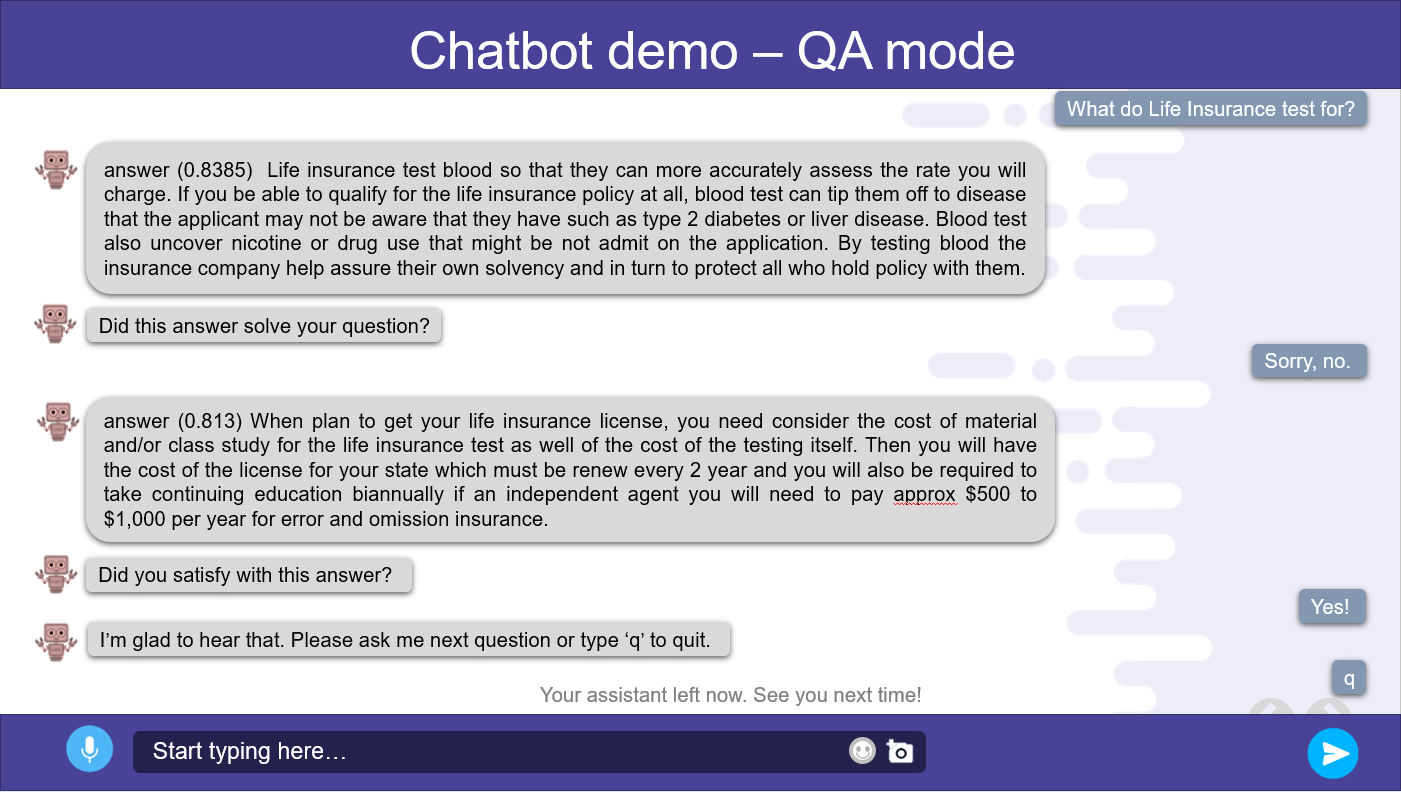 Chatbot demo – QA mode
What do Life Insurance test for?
answer (0.8385)  Life insurance test blood so that they can more accurately assess the rate you will
charge. If you be able to qualify for the life insurance policy at all, blood test can tip them off to disease
that the applicant may not be aware that they have such as type 2 diabetes or liver disease. Blood test
also uncover nicotine or drug use that might be not admit on the application. By testing blood the
insurance company help assure their own solvency and in turn to protect all who hold policy with them.
Did this answer solve your question?
Sorry, no.
answer (0.813) When plan to get your life insurance license, you need consider the cost of material
and/or class study for the life insurance test as well of the cost of the testing itself. Then you will have
the cost of the license for your state which must be renew every 2 year and you will also be required to
take continuing education biannually if an independent agent you will need to pay approx $500 to
$1,000 per year for error and omission insurance.
Did you satisfy with this answer?
Yes!
I’m glad to hear that. Please ask me next question or type ‘q’ to quit.
q
Your assistant left now. See you next time!
Start typing here…